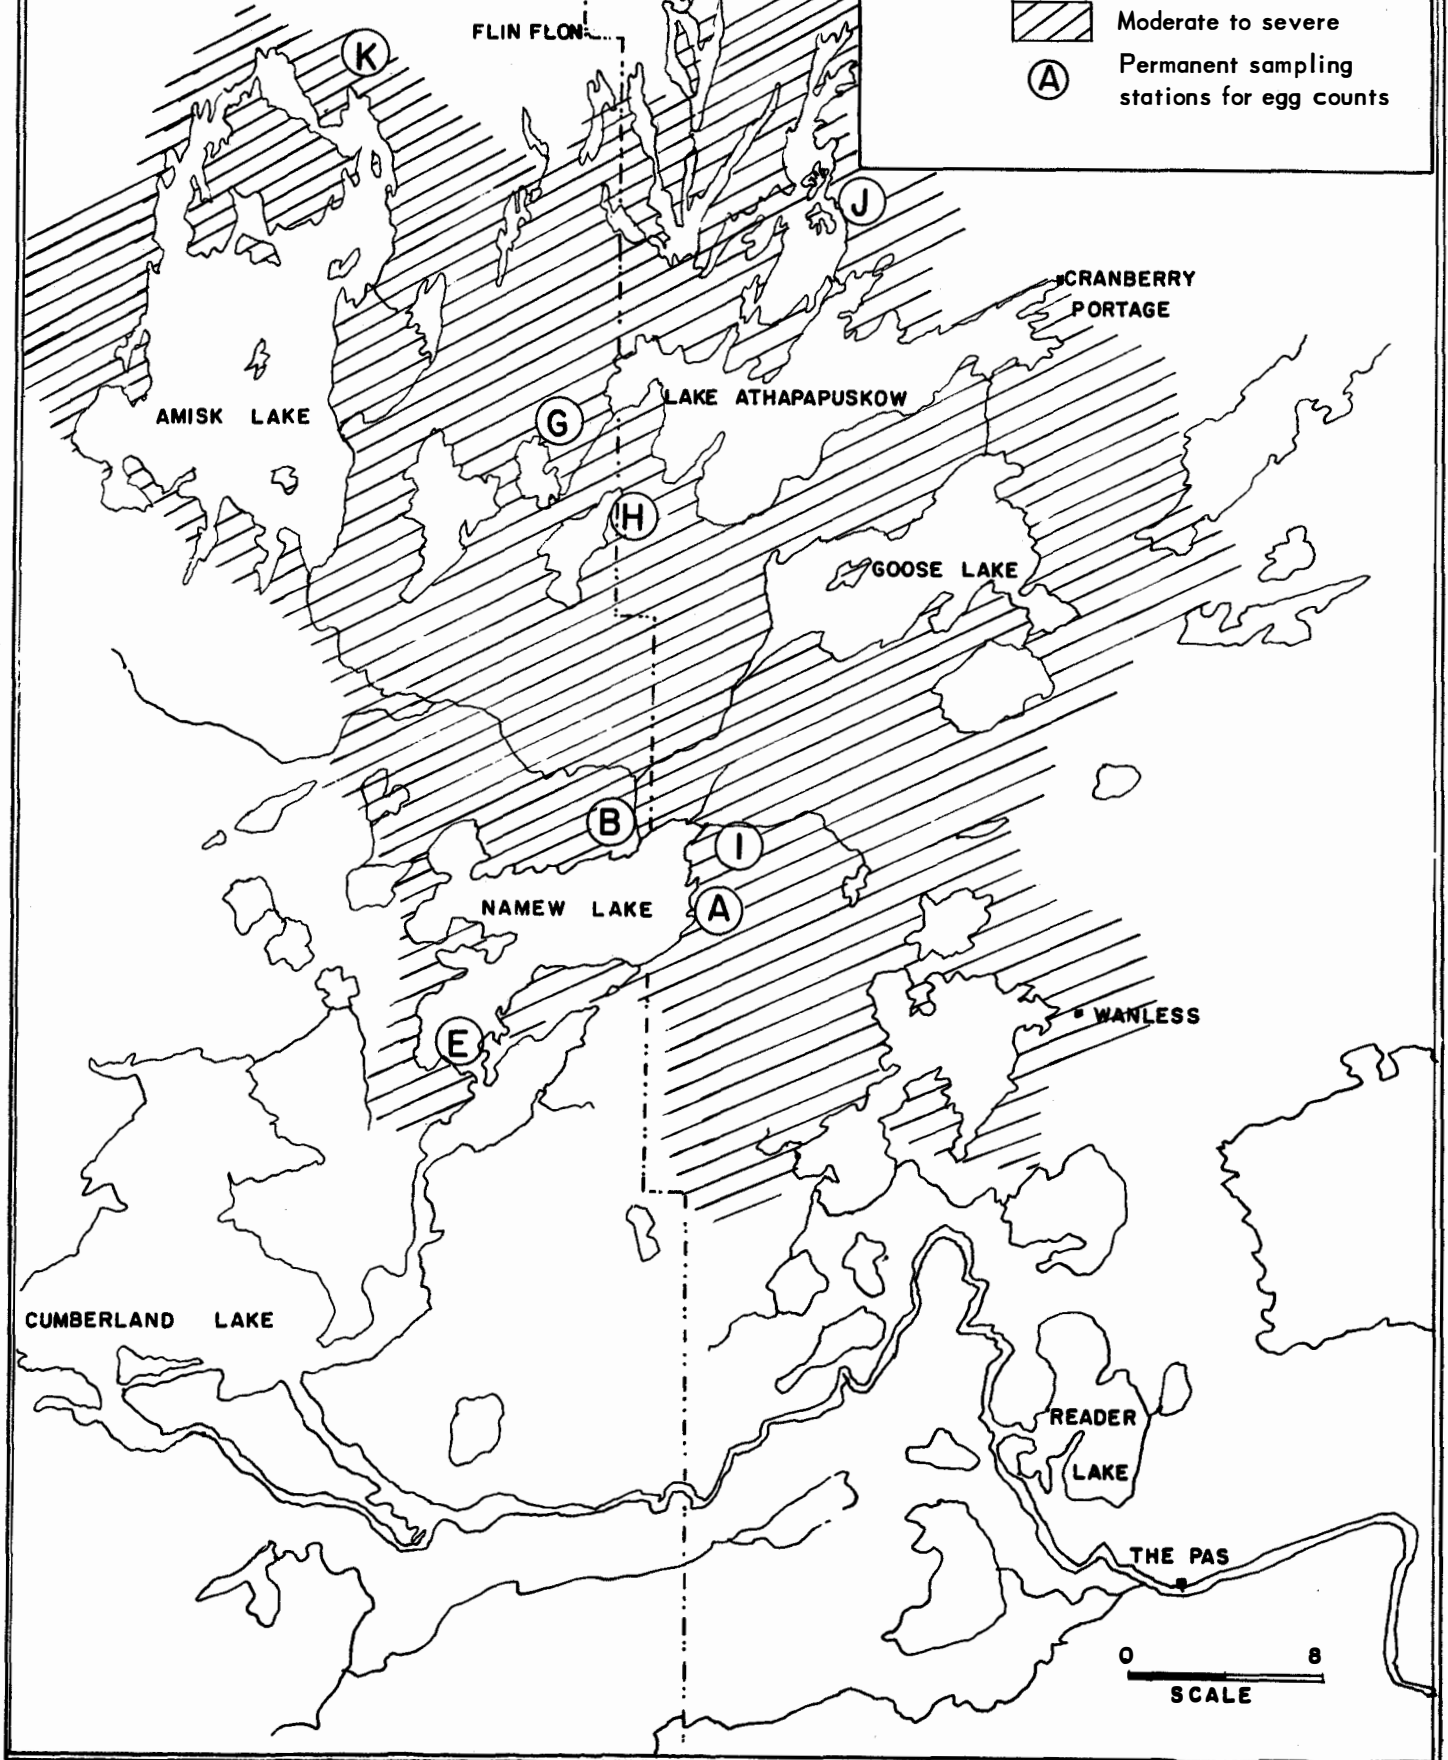 FLIN FLON
Moderate to severe
A
Permanent sampling
stations for egg counts
K
J
CRANBERRY
PORTAGE
LAKE ATHAPAPUSKOW
AMISK LAKE
G
H
GOOSE LAKE
B
I
NAMEW LAKE
A
WANLESS
E
CUMBERLAND LAKE
READER
LAKE
THE PAS
0 8
SCALE